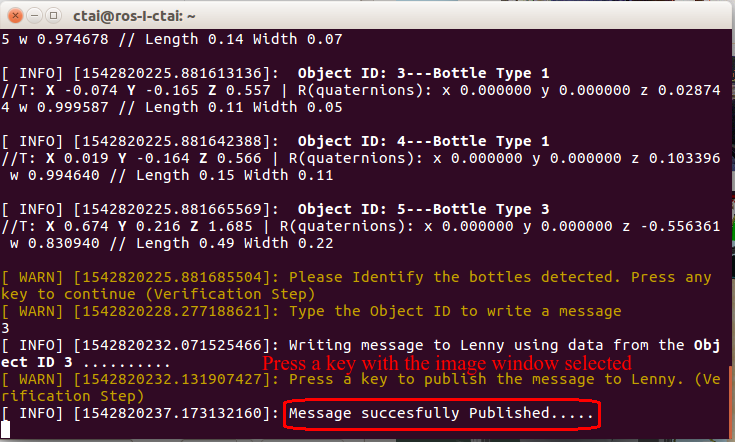 ctai@ros-I-ctai: ~
5 w 0.974678 // Length 0.14 Width 0.07
[ INFO] [1542820225.881613136]:  Object ID: 3---Bottle Type 1
//T: X -0.074 Y -0.165 Z 0.557 | R(quaternions): x 0.000000 y 0.000000 z 0.02874
4 w 0.999587 // Length 0.11 Width 0.05
[ INFO] [1542820225.881642388]:  Object ID: 4---Bottle Type 1
//T: X 0.019 Y -0.164 Z 0.566 | R(quaternions): x 0.000000 y 0.000000 z 0.103396
 w 0.994640 // Length 0.15 Width 0.11
[ INFO] [1542820225.881665569]:  Object ID: 5---Bottle Type 3
//T: X 0.674 Y 0.216 Z 1.685 | R(quaternions): x 0.000000 y 0.000000 z -0.556361
 w 0.830940 // Length 0.49 Width 0.22
[ WARN] [1542820225.881685504]: Please Identify the bottles detected. Press any
key to continue (Verification Step)
[ WARN] [1542820228.277188621]: Type the Object ID to write a message
3
[ INFO] [1542820232.071525466]: Writing message to Lenny using data from the Obj
ect ID 3 ..........
Press a key with the image window selected
[ WARN] [1542820232.131907427]: Press a key to publish the message to Lenny. (Ve
rification Step)
[ INFO] [1542820237.173132160]: Message succesfully Published.....